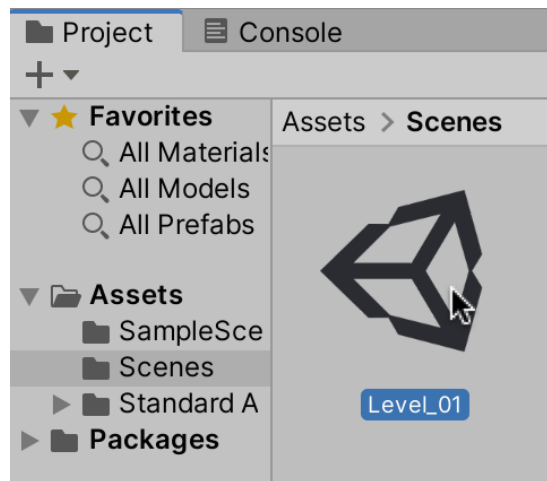 Project
Console
Favorites
Assets > Scenes
All Materials
All Models
All Prefabs
Assets
SampleSce
Scenes
Standard A
Level_01
Packages